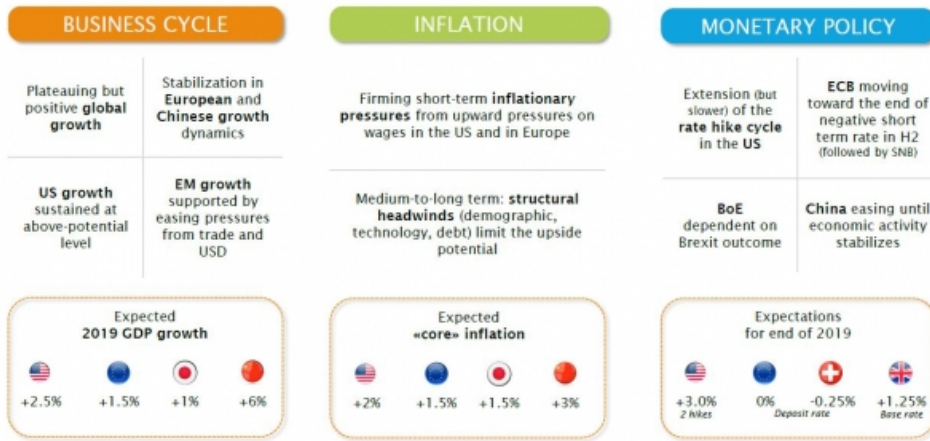 BUSINESS CYCLE
Plateauing but
positive global
growth
Stabilization in
European and
Chinese growth
dynamics
US growth
sustained at
above-potential
level
EM growth
supported by
easing pressures
from trade and
USD
Expected
2019 GDP growth
+2.5%
+1.5%
+1%
+6%
INFLATION
Firming short-term inflationary
pressures from upward pressures on
wages in the US and in Europe
Medium-to-long term: structural
headwinds (demographic,
technology, debt) limit the upside
potential
Expected
«core» inflation
+2%
+1.5%
+1.5%
+3%
MONETARY POLICY
Extension (but
slower) of the
rate hike cycle
in the US
ECB moving
toward the end of
negative short
term rate in H2
(followed by SNB)
BoE
dependent on
Brexit outcome
China easing until
economic activity
stabilizes
Expectations
for end of 2019
+3.0%
0%
-0.25%
+1.25%
2 hikes
Deposit rate
Base rate